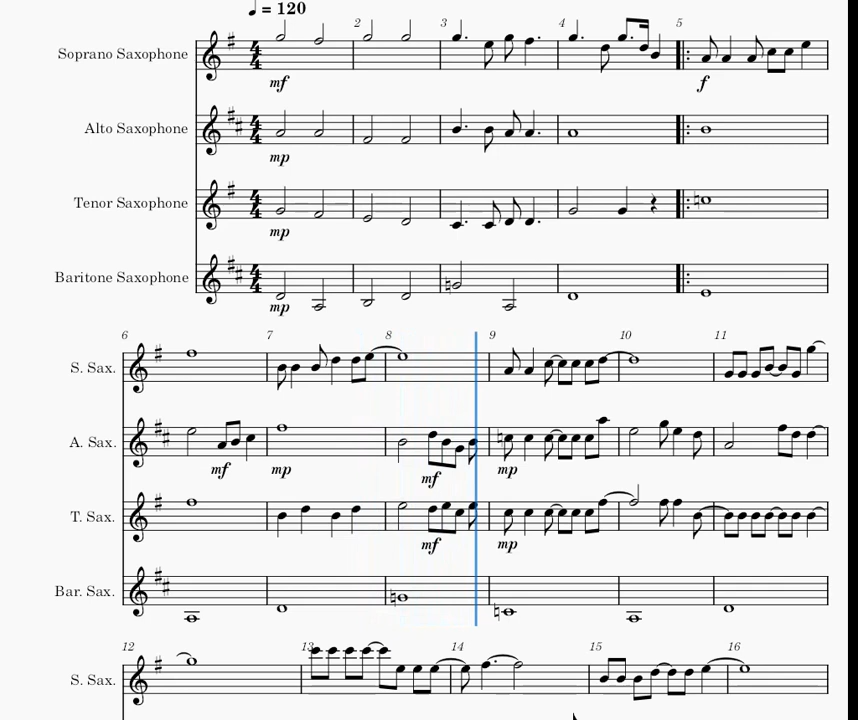 ♩ = 120
2 3 4 5
Soprano Saxophone
mf f
Alto Saxophone
mp
Tenor Saxophone
mp
Baritone Saxophone
mp
6 7 8 9 10 11
S. Sax.
A. Sax.
mf mp mf mp
T. Sax.
mf mp
Bar. Sax.
12 13 14 15 16
S. Sax.